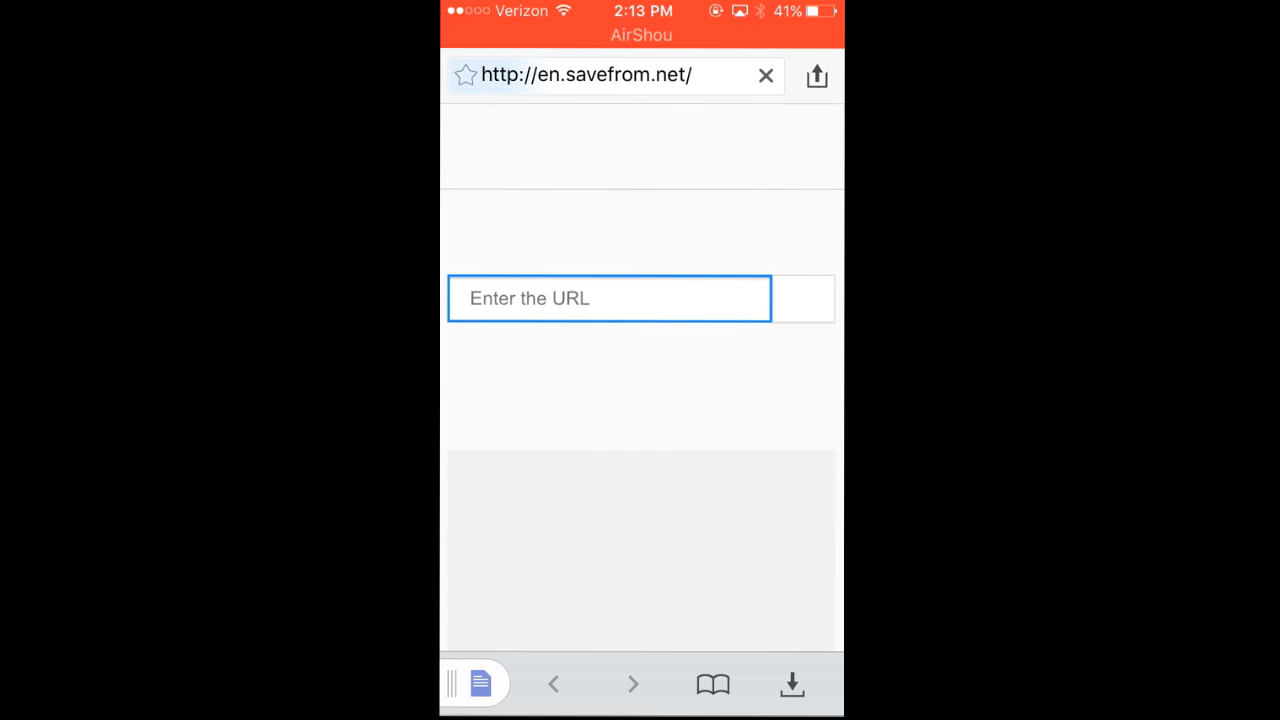 Verizon 2:13 PM 41%
AirShou
http://en.savefrom.net/
Enter the URL